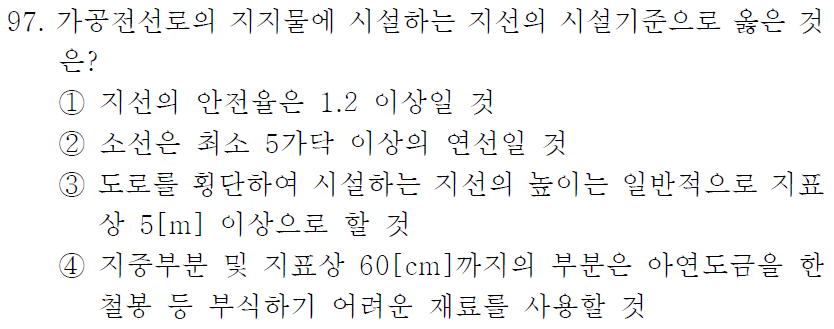 97. 가공전선로의 지지물에 시설하는 지선의 시설기준으로 옳은 것
은?
① 지선의 안전율은 1.2 이상일 것
② 소선은 최소 5가닥 이상의 연선일 것
③ 도로를 횡단하여 시설하는 지선의 높이는 일반적으로 지표
상 5[m] 이상으로 할 것
④ 지중부분 및 지표상 60[cm]까지의 부분은 아연도금을 한
철봉 등 부식하기 어려운 재료를 사용할 것